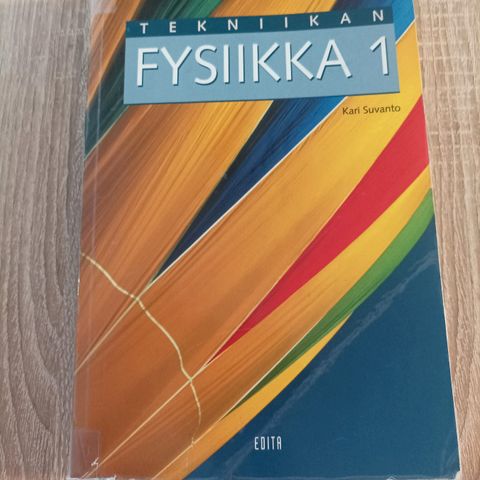 TEKNIIKAN
FYSIIKKA 1
Kari Suvanto
EDITA